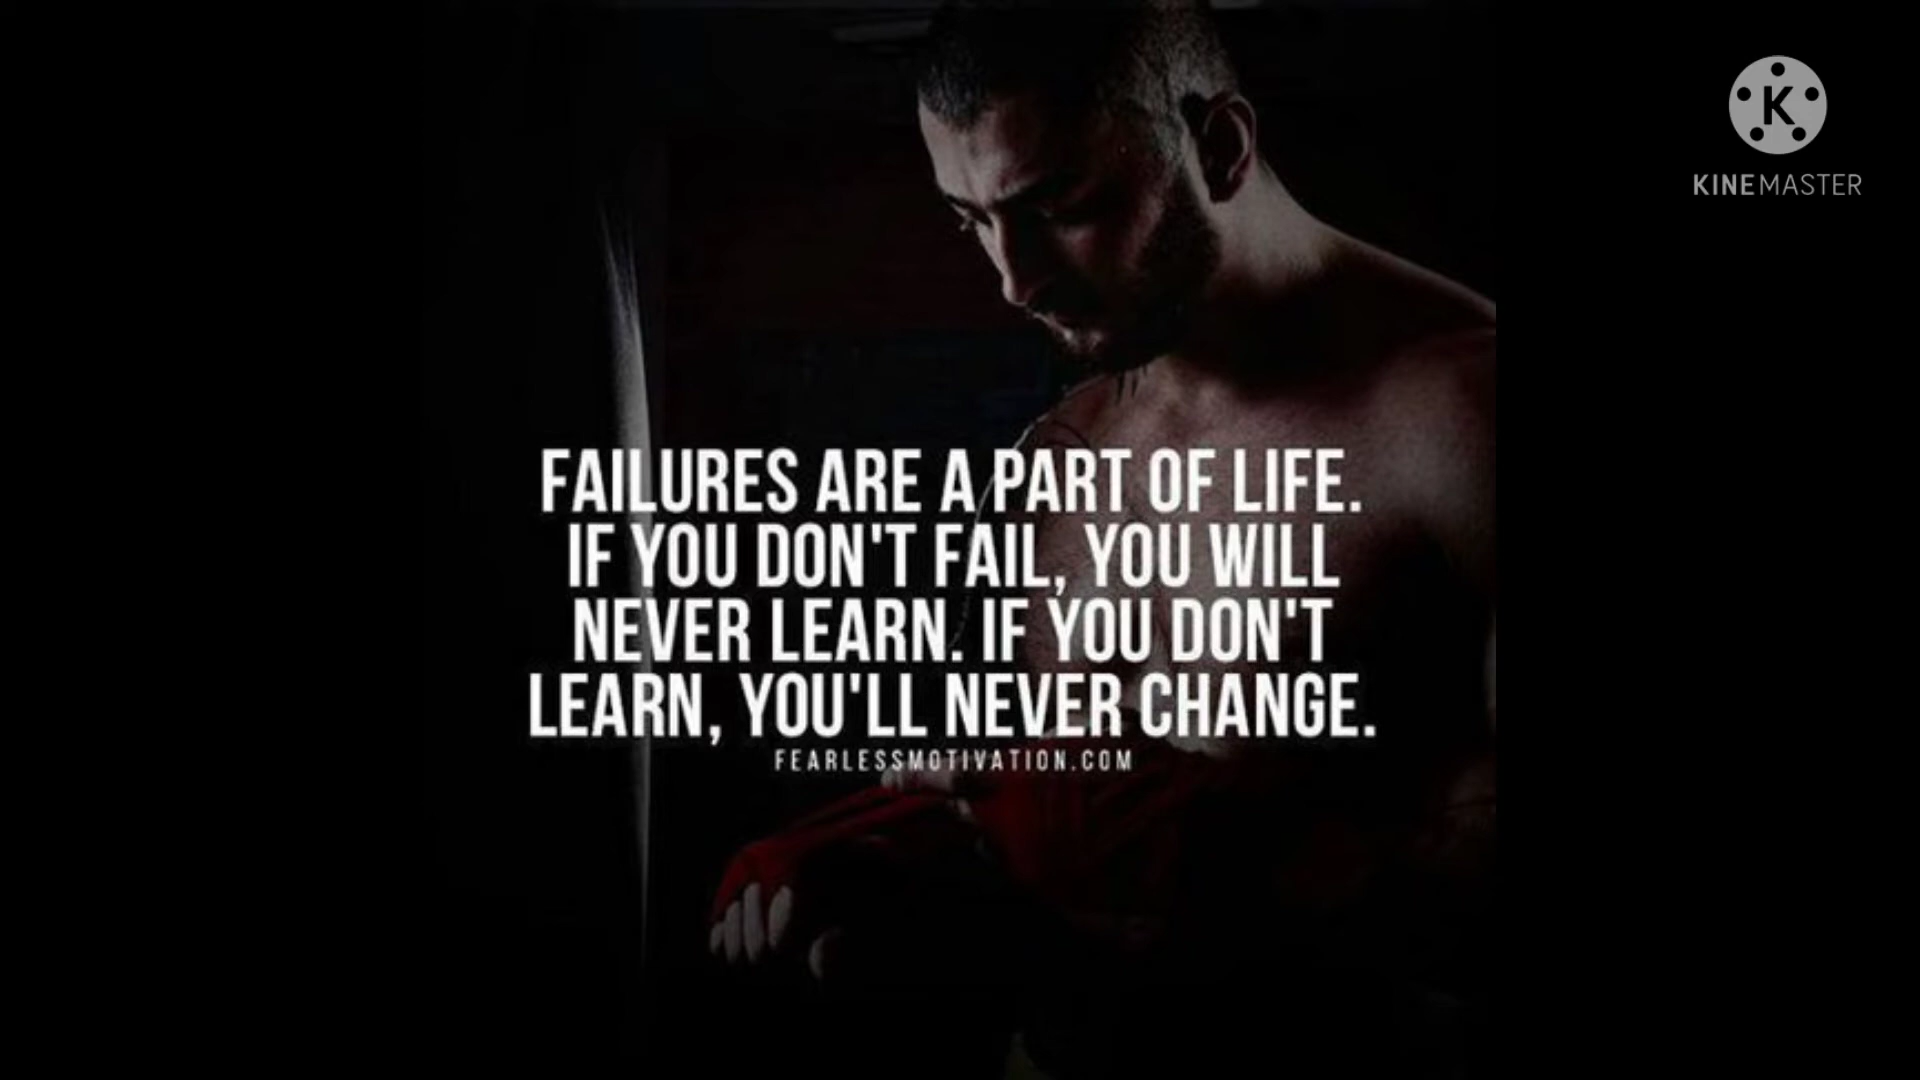 K
KINEMASTER
FAILURES ARE A PART OF LIFE.
IF YOU DON'T FAIL, YOU WILL
NEVER LEARN. IF YOU DON'T
LEARN, YOU'LL NEVER CHANGE.
FEARLESSMOTIVATION.COM